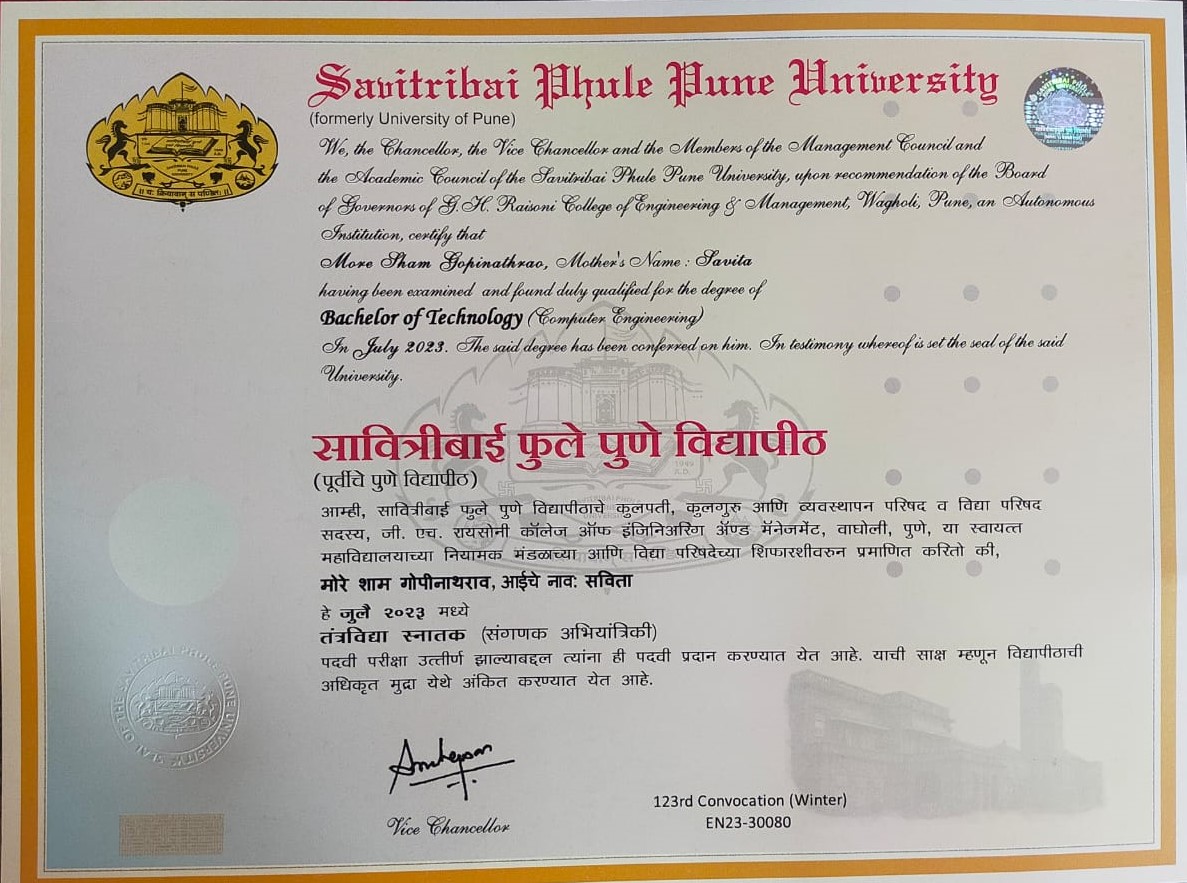 Savitribai Phule Pune University
(formerly University of Pune)
We, the Chancellor, the Vice Chancellor and the Members of the Management Council and
the Academic Council of the Savitribai Phule Pune University, upon recommendation of the Board
of Governors of G. H. Raisoni College of Engineering & Management, Wagholi, Pune, an Autonomous
Institution, certify that
More Sham Gopinathrao, Mother's Name : Savita
having been examined and found duly qualified for the degree of
Bachelor of Technology (Computer Engineering)
In July 2023. The said degree has been conferred on him. In testimony whereof is set the seal of the said
University.
सावित्रीबाई फुले पुणे विद्यापीठ
(पूर्वीचे पुणे विद्यापीठ)
आम्ही, सावित्रीबाई फुले पुणे विद्यापीठाचे कुलपती, कुलगुरु आणि व्यवस्थापन परिषद व विद्या परिषद
सदस्य, जी. एच. रायसोनी कॉलेज ऑफ इंजिनिअरिंग ॲण्ड मॅनेजमेंट, वाघोली, पुणे, या स्वायत्त
महाविद्यालयाच्या नियामक मंडळाच्या आणि विद्या परिषदेच्या शिफारशीवरुन प्रमाणित करितो की,
मोरे शाम गोपीनाथराव, आईचे नाव: सविता
हे जुलै २०२३ मध्ये
तंत्रविद्या स्नातक (संगणक अभियांत्रिकी)
पदवी परीक्षा उत्तीर्ण झाल्याबद्दल त्यांना ही पदवी प्रदान करण्यात येत आहे. याची साक्ष म्हणून विद्यापीठाची
अधिकृत मुद्रा येथे अंकित करण्यात येत आहे.
SEAL OF THE SAVITRIBAI PHULE PUNE UNIVERSITY
Vice Chancellor
123rd Convocation (Winter)
EN23-30080